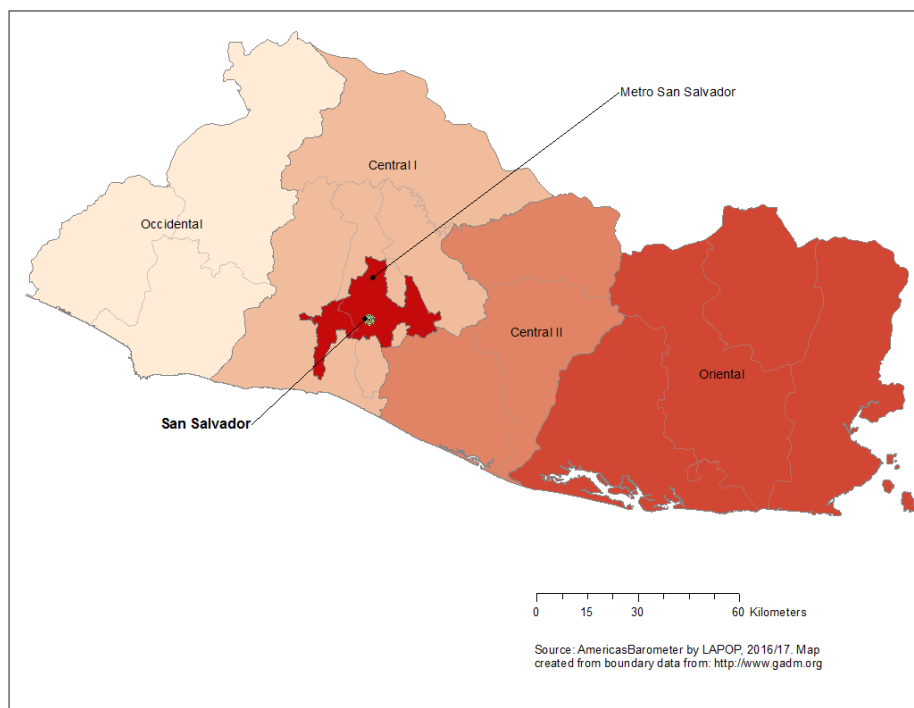 Metro San Salvador
Central I
Occidental
Central II
Oriental
San Salvador
0 15 30 60 Kilometers
Source: AmericasBarometer by LAPOP, 2016/17. Map
created from boundary data from: http://www.gadm.org